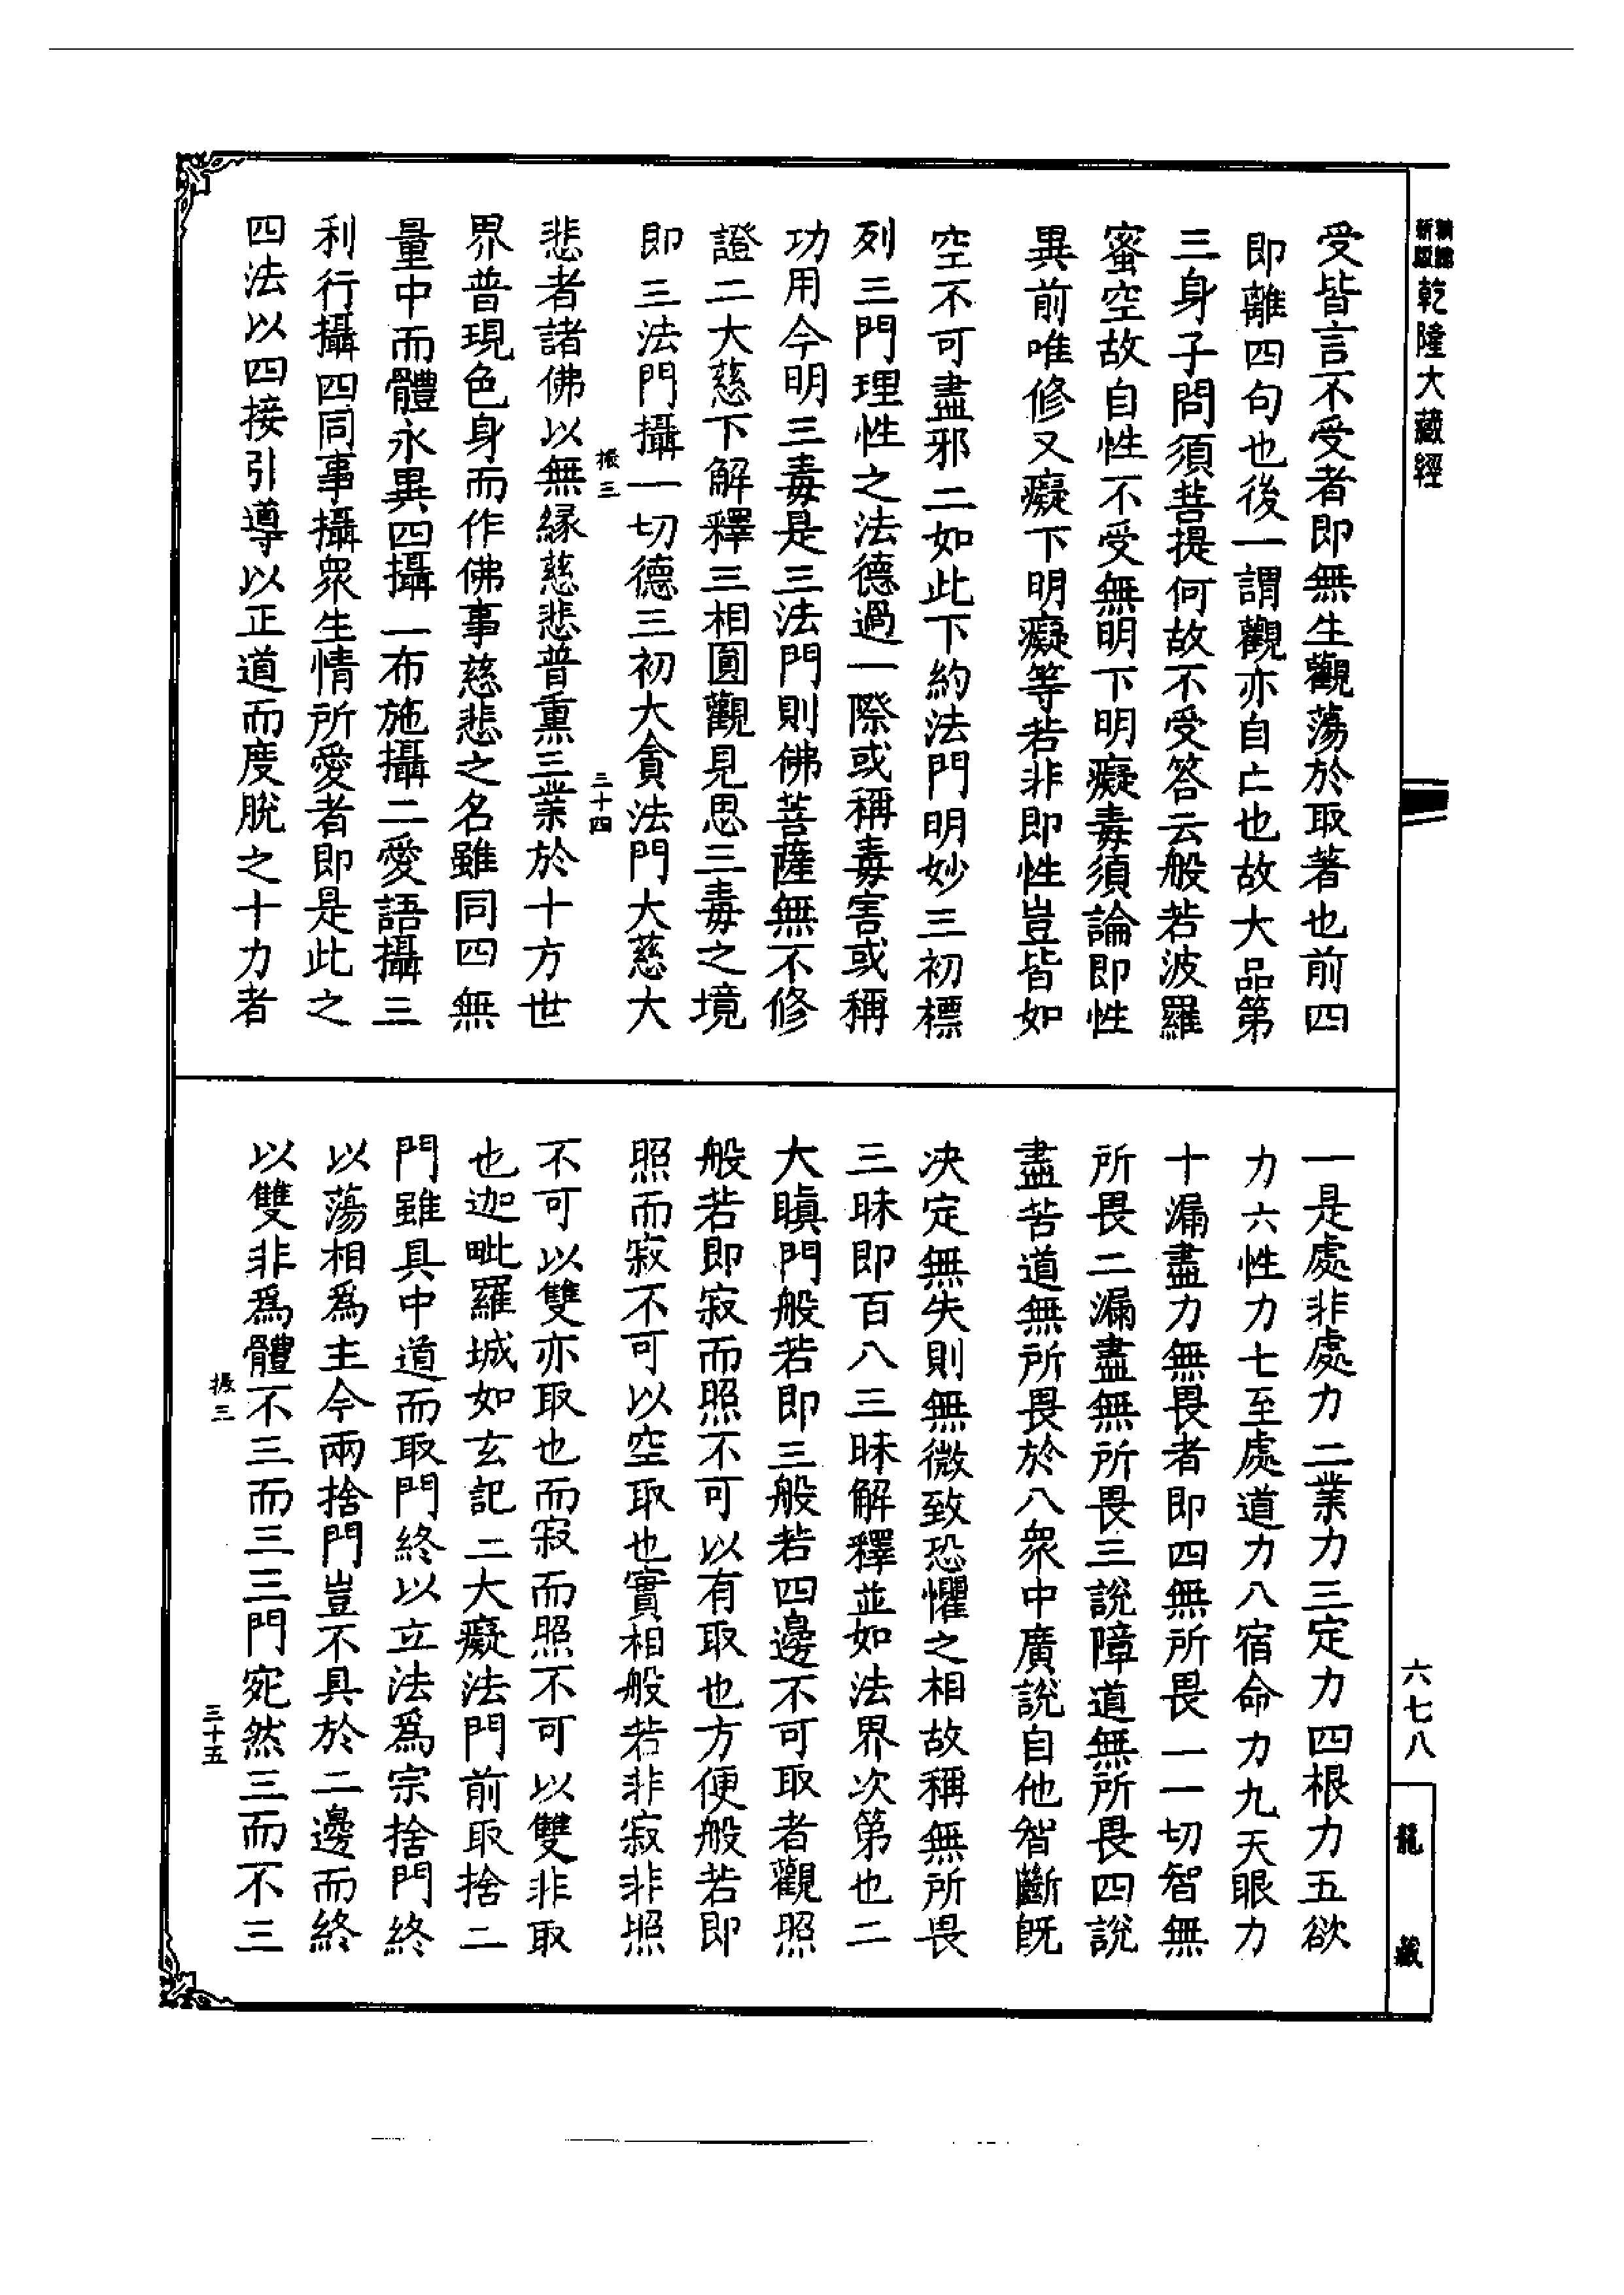 新版
乾隆大藏經
受皆言不受者即無生觀蕩於取著也前四
即離四句也後一謂觀亦自亡也故大品第
三身子問須菩提何故不受答云般若波羅
蜜空故自性不受無明下明癡毒須論即性
異前唯修又癡下明癡等若非即性豈皆如
空不可盡邪二如此下約法門明妙三初標
列三門理性之法德過一際或稱毒害或稱
功用今明三毒是三法門則佛菩薩無不修
證二大慈下解釋三相圓觀見思三毒之境
即三法門攝一切德三初大貪法門大慈大
振三
三十四
悲者諸佛以無緣慈悲普熏三業於十方世
界普現色身而作佛事慈悲之名雖同四無
量中而體永異四攝一布施攝二愛語攝三
利行攝四同事攝眾生情所愛者即是此之
四法以四接引導以正道而度脫之十力者
一是處非處力二業力三定力四根力五欲
力六性力七至處道力八宿命力九天眼力
十漏盡力無畏者即四無所畏一一切智無
所畏二漏盡無所畏三說障道無所畏四說
盡苦道無所畏於八眾中廣說自他智斷既
決定無失則無微致恐懼之相故稱無所畏
三昧即百八三昧解釋並如法界次第也二
大瞋門般若即三般若四邊不可取者觀照
般若即寂而照不可以有取也方便般若即
照而寂不可以空取也實相般若非寂非照
不可以雙亦取也而寂而照不可以雙非取
也迦毗羅城如玄記二大癡法門前取捨二
門雖具中道而取門終以立法為宗捨門終
以蕩相為主今兩捨門豈不具於二邊而終
以雙非為體不三而三三門宛然三而不三
振三
三十五
六七八
龍藏